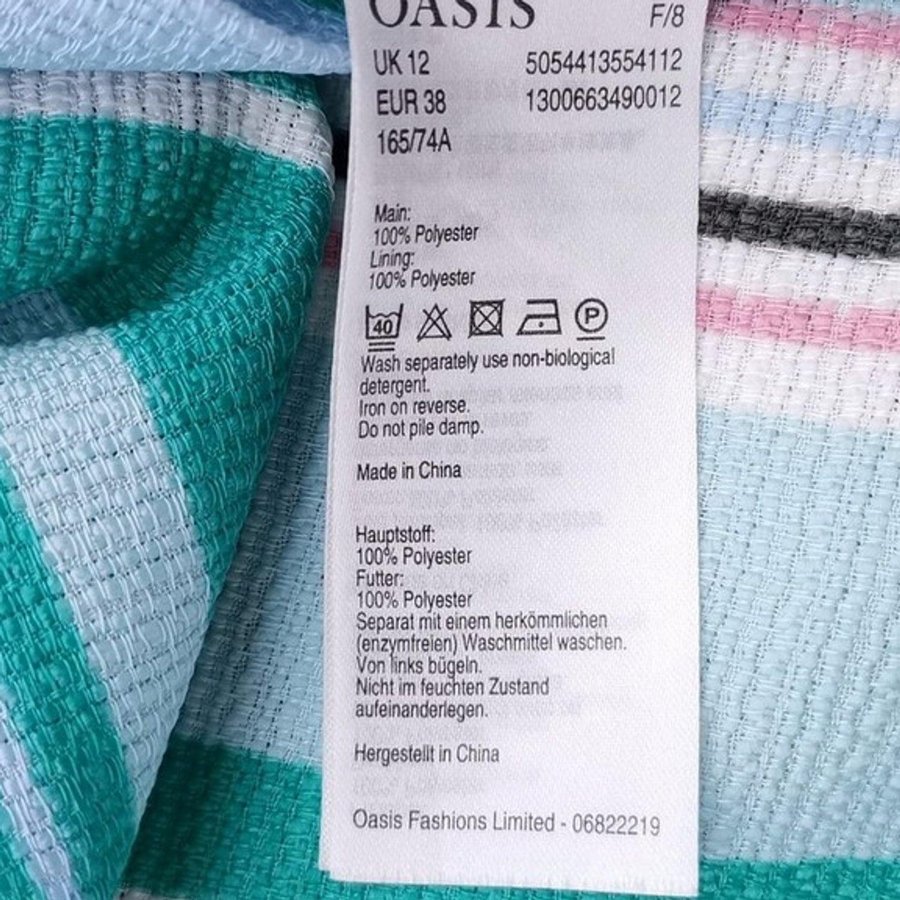 OASIS
F/8
UK 12 5054413554112
EUR 38 1300663490012
165/74A
Main:
100% Polyester
Lining:
100% Polyester
40 P
Wash separately use non-biological
detergent.
Iron on reverse.
Do not pile damp.
Made in China
Hauptstoff:
100% Polyester
Futter:
100% Polyester
Separat mit einem herkömmlichen
(enzymfreien) Waschmittel waschen.
Von links bügeln.
Nicht im feuchten Zustand
aufeinanderlegen.
Hergestellt in China
Oasis Fashions Limited - 06822219